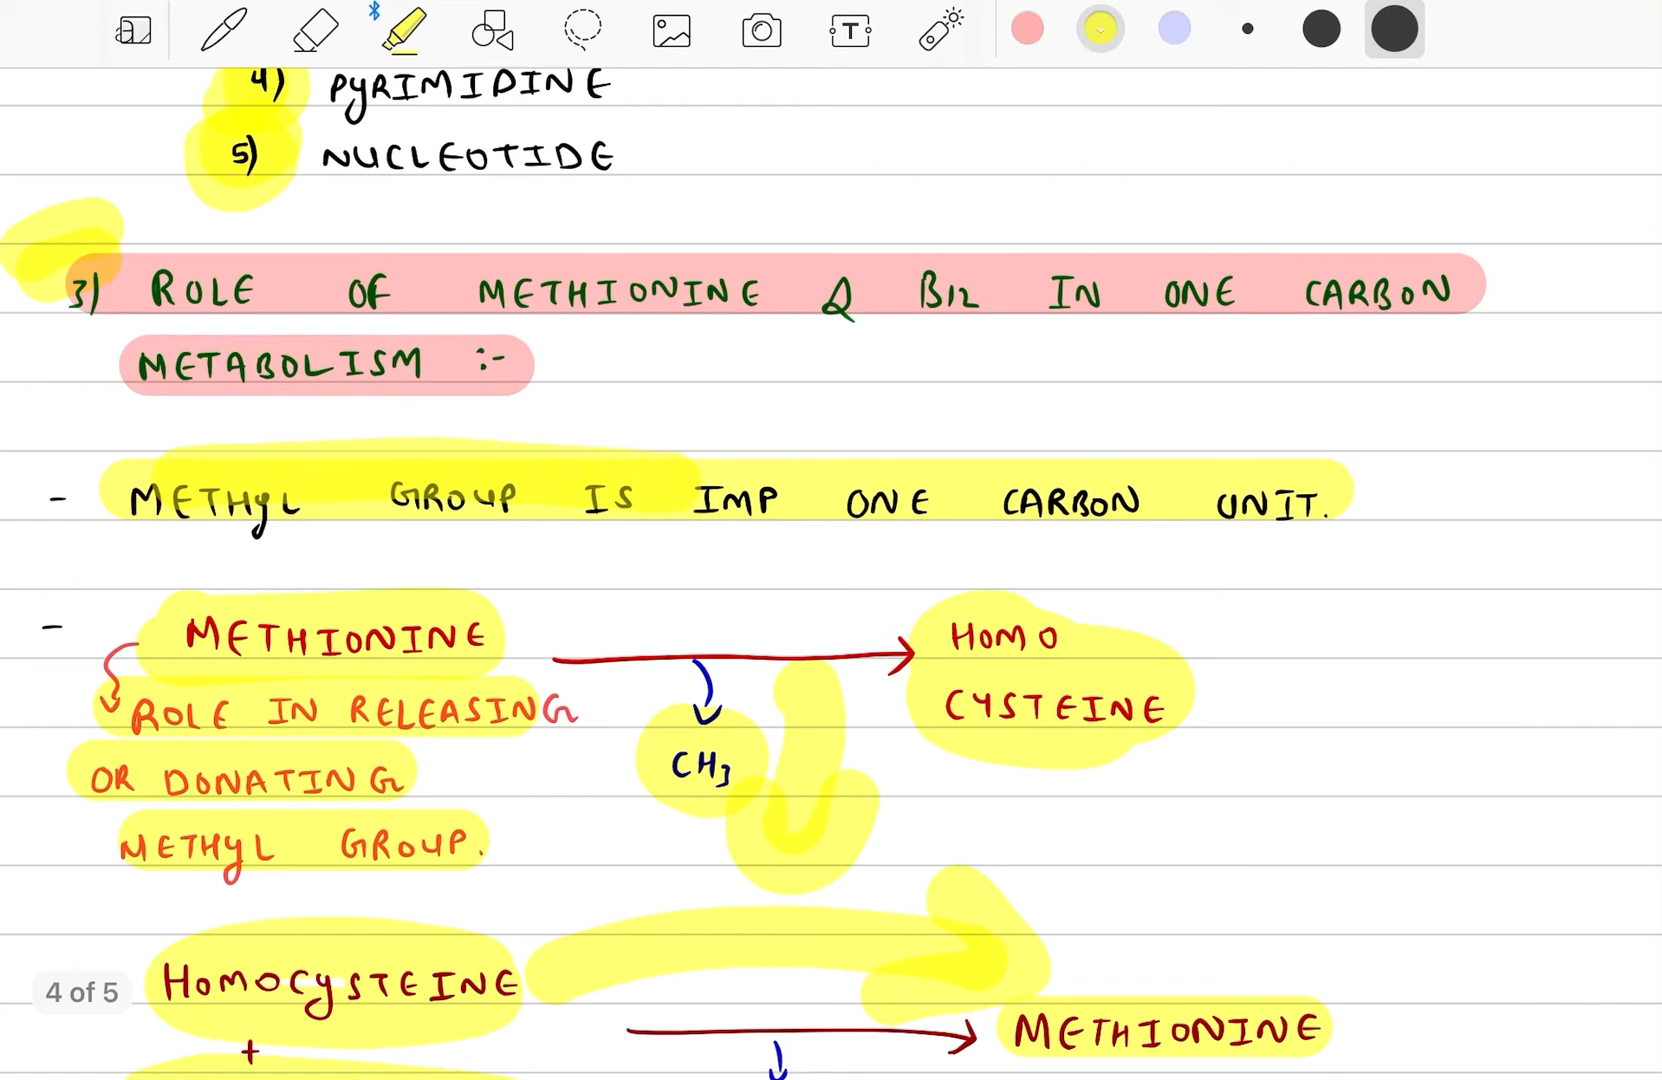 4) PYRIMIDINE
5) NUCLEOTIDE
3) ROLE OF METHIONINE & B12 IN ONE CARBON
METABOLISM :-
- METHYL GROUP IS IMP ONE CARBON UNIT.
- METHIONINE → HOMO
CYSTEINE
ROLE IN RELEASING
OR DONATING
METHYL GROUP.
CH3
HOMOCYSTEINE
+
→ METHIONINE
4 of 5